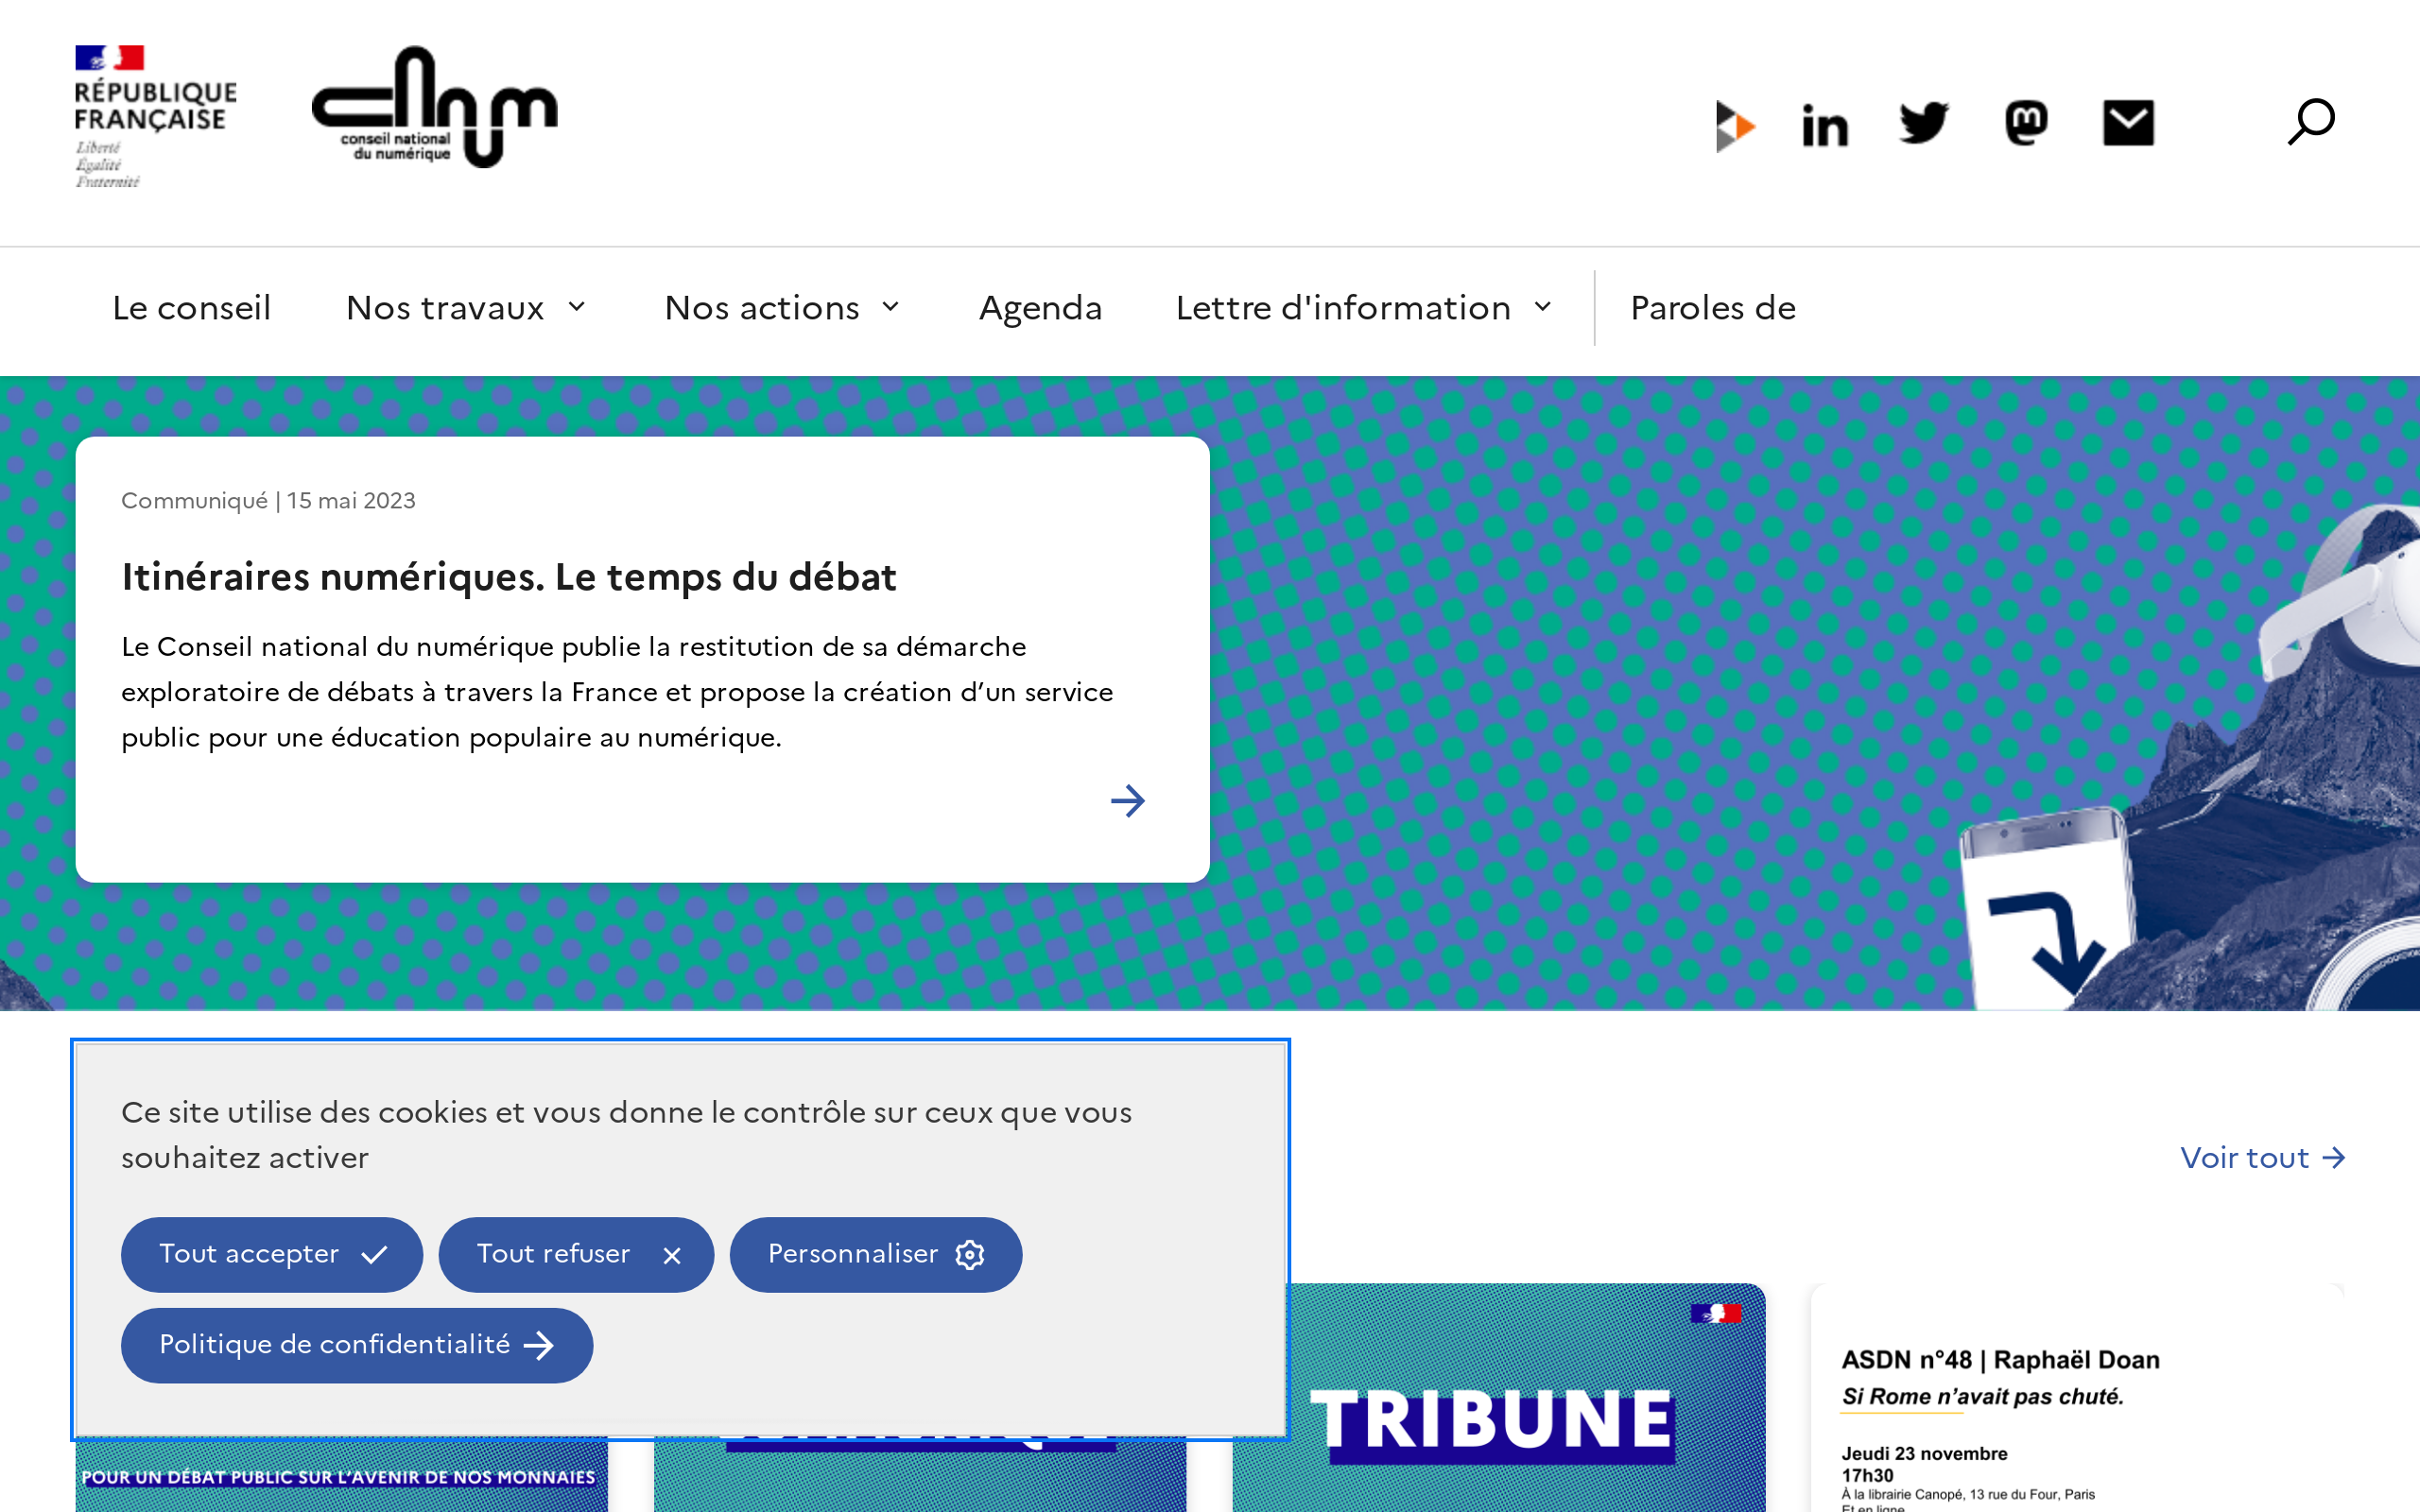 RÉPUBLIQUE
FRANÇAISE
Liberté
Égalité
Fraternité
conseil national
du numérique
Le conseil
Nos travaux
Nos actions
Agenda
Lettre d'information
Paroles de
Communiqué | 15 mai 2023
Itinéraires numériques. Le temps du débat
Le Conseil national du numérique publie la restitution de sa démarche
exploratoire de débats à travers la France et propose la création d’un service
public pour une éducation populaire au numérique.
Ce site utilise des cookies et vous donne le contrôle sur ceux que vous
souhaitez activer
Tout accepter
Tout refuser
Personnaliser
Politique de confidentialité
Voir tout
POUR UN DÉBAT PUBLIC SUR L’AVENIR DE NOS MONNAIES
TRIBUNE
ASDN n°48 | Raphaël Doan
Si Rome n’avait pas chuté.
Jeudi 23 novembre
17h30
À la librairie Canopé, 13 rue du Four, Paris
Et en ligne